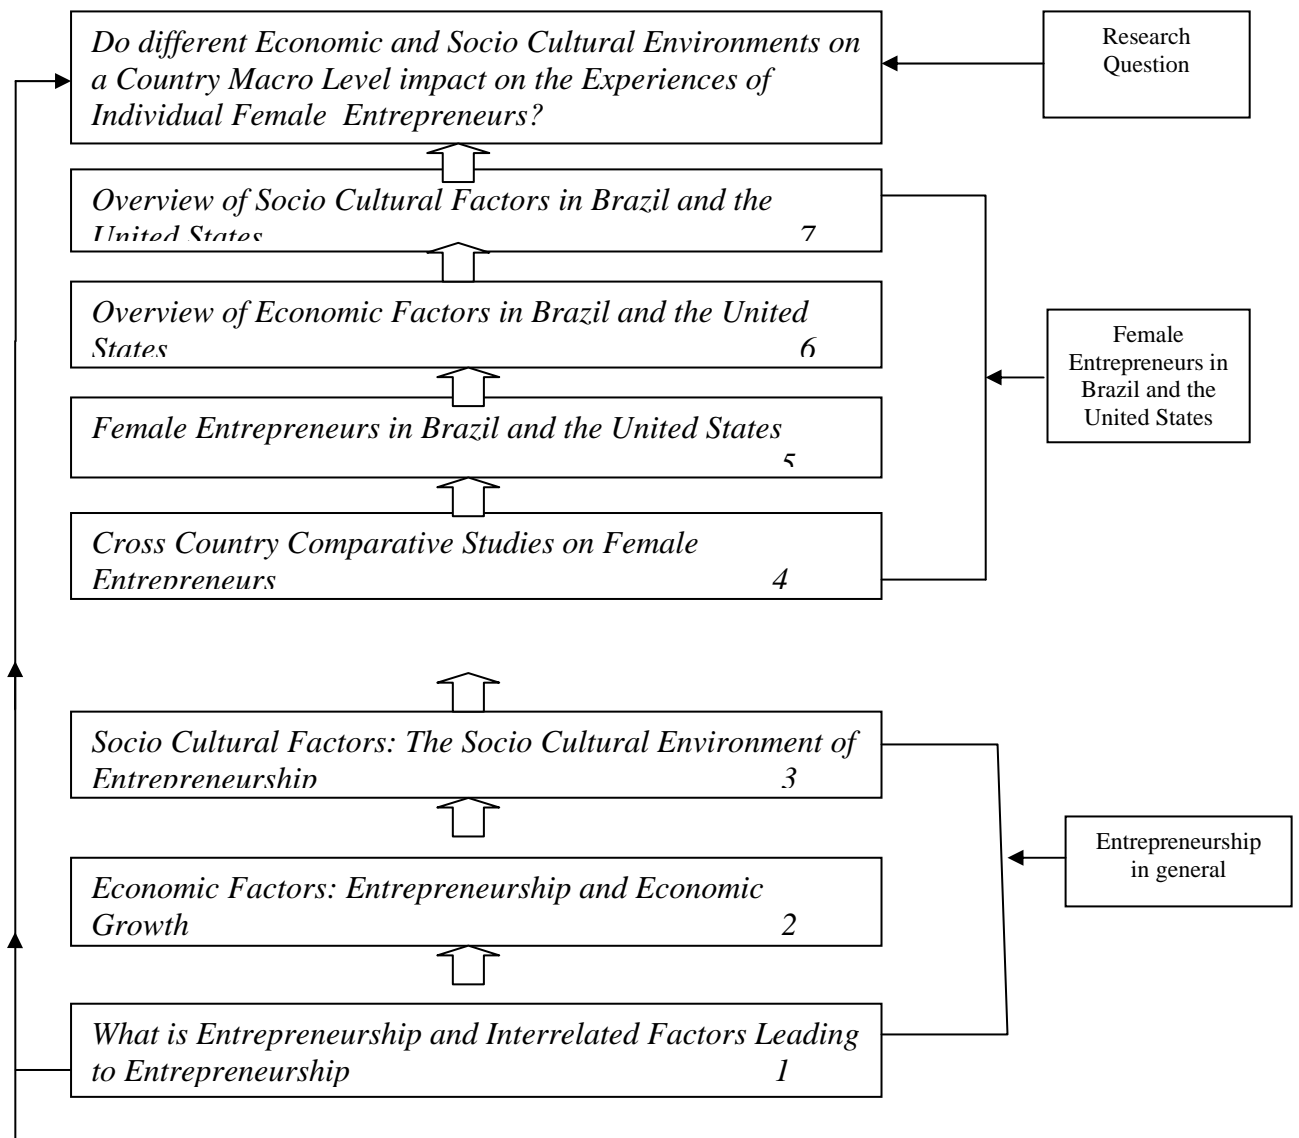 Do different Economic and Socio Cultural Environments on
a Country Macro Level impact on the Experiences of
Individual Female Entrepreneurs?
Research
Question
Overview of Socio Cultural Factors in Brazil and the
United States 7
Overview of Economic Factors in Brazil and the United
States 6
Female Entrepreneurs in Brazil and the United States
5
Cross Country Comparative Studies on Female
Entrepreneurs 4
Female
Entrepreneurs in
Brazil and the
United States
Socio Cultural Factors: The Socio Cultural Environment of
Entrepreneurship 3
Economic Factors: Entrepreneurship and Economic
Growth 2
What is Entrepreneurship and Interrelated Factors Leading
to Entrepreneurship 1
Entrepreneurship
in general